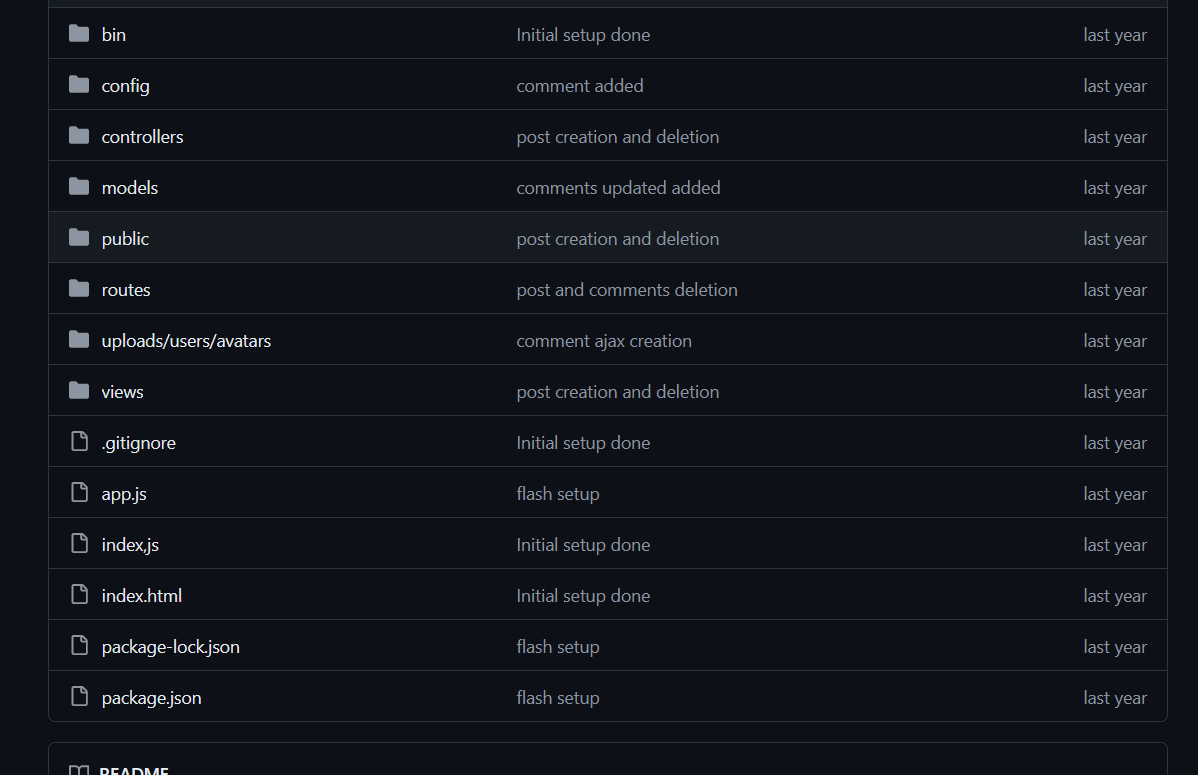 bin Initial setup done last year
config comment added last year
controllers post creation and deletion last year
models comments updated added last year
public post creation and deletion last year
routes post and comments deletion last year
uploads/users/avatars comment ajax creation last year
views post creation and deletion last year
.gitignore Initial setup done last year
app.js flash setup last year
index,js Initial setup done last year
index.html Initial setup done last year
package-lock.json flash setup last year
package.json flash setup last year
README